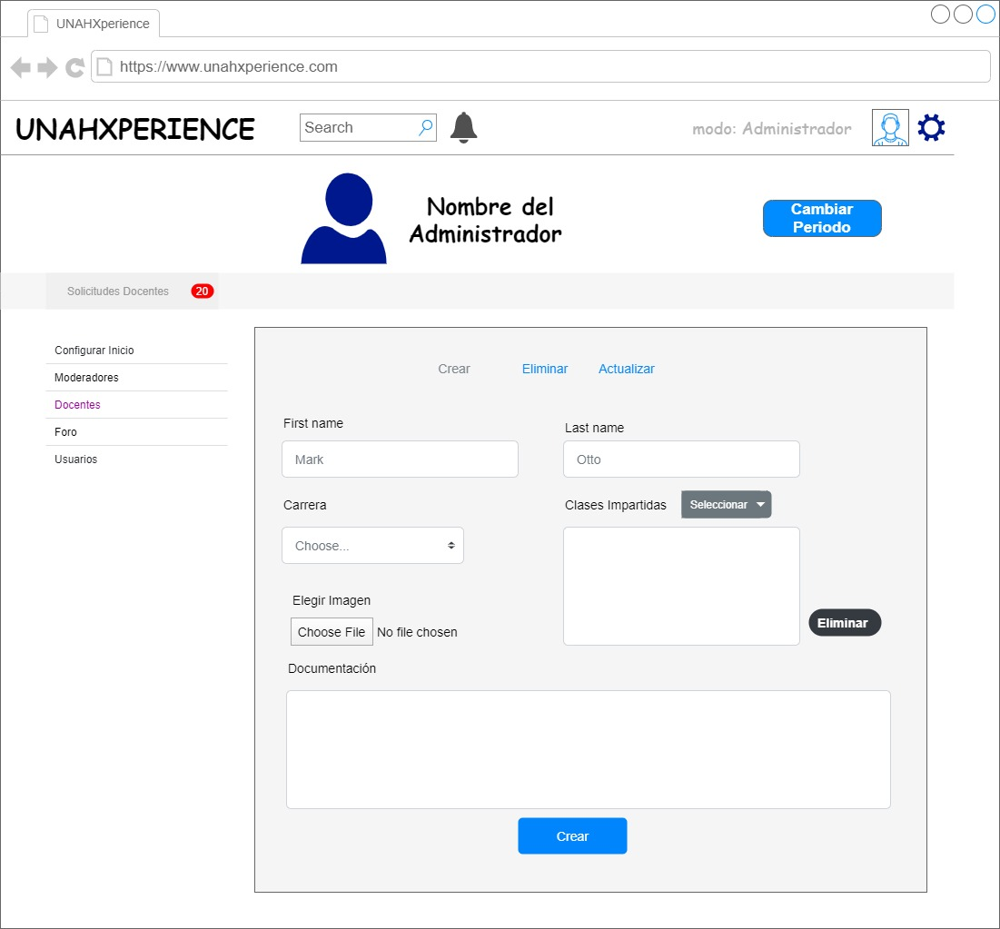 UNAHXperience
https://www.unahxperience.com
UNAHXPERIENCE
Search
modo: Administrador
Nombre del
Administrador
Cambiar
Periodo
Solicitudes Docentes
20
Configurar Inicio
Moderadores
Docentes
Foro
Usuarios
Crear
Eliminar
Actualizar
First name
Last name
Mark
Otto
Carrera
Clases Impartidas
Seleccionar
Choose...
Elegir Imagen
Choose File
No file chosen
Eliminar
Documentación
Crear